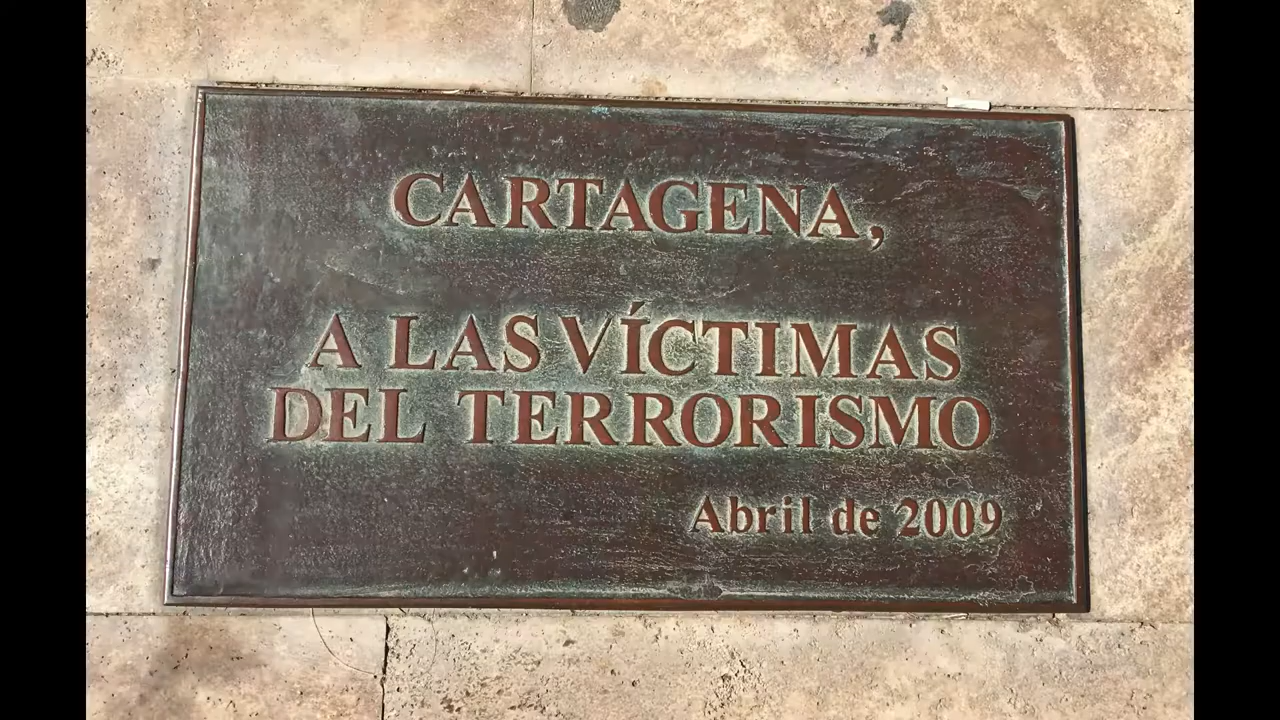 CARTAGENA,
A LAS VÍCTIMAS
DEL TERRORISMO
Abril de 2009